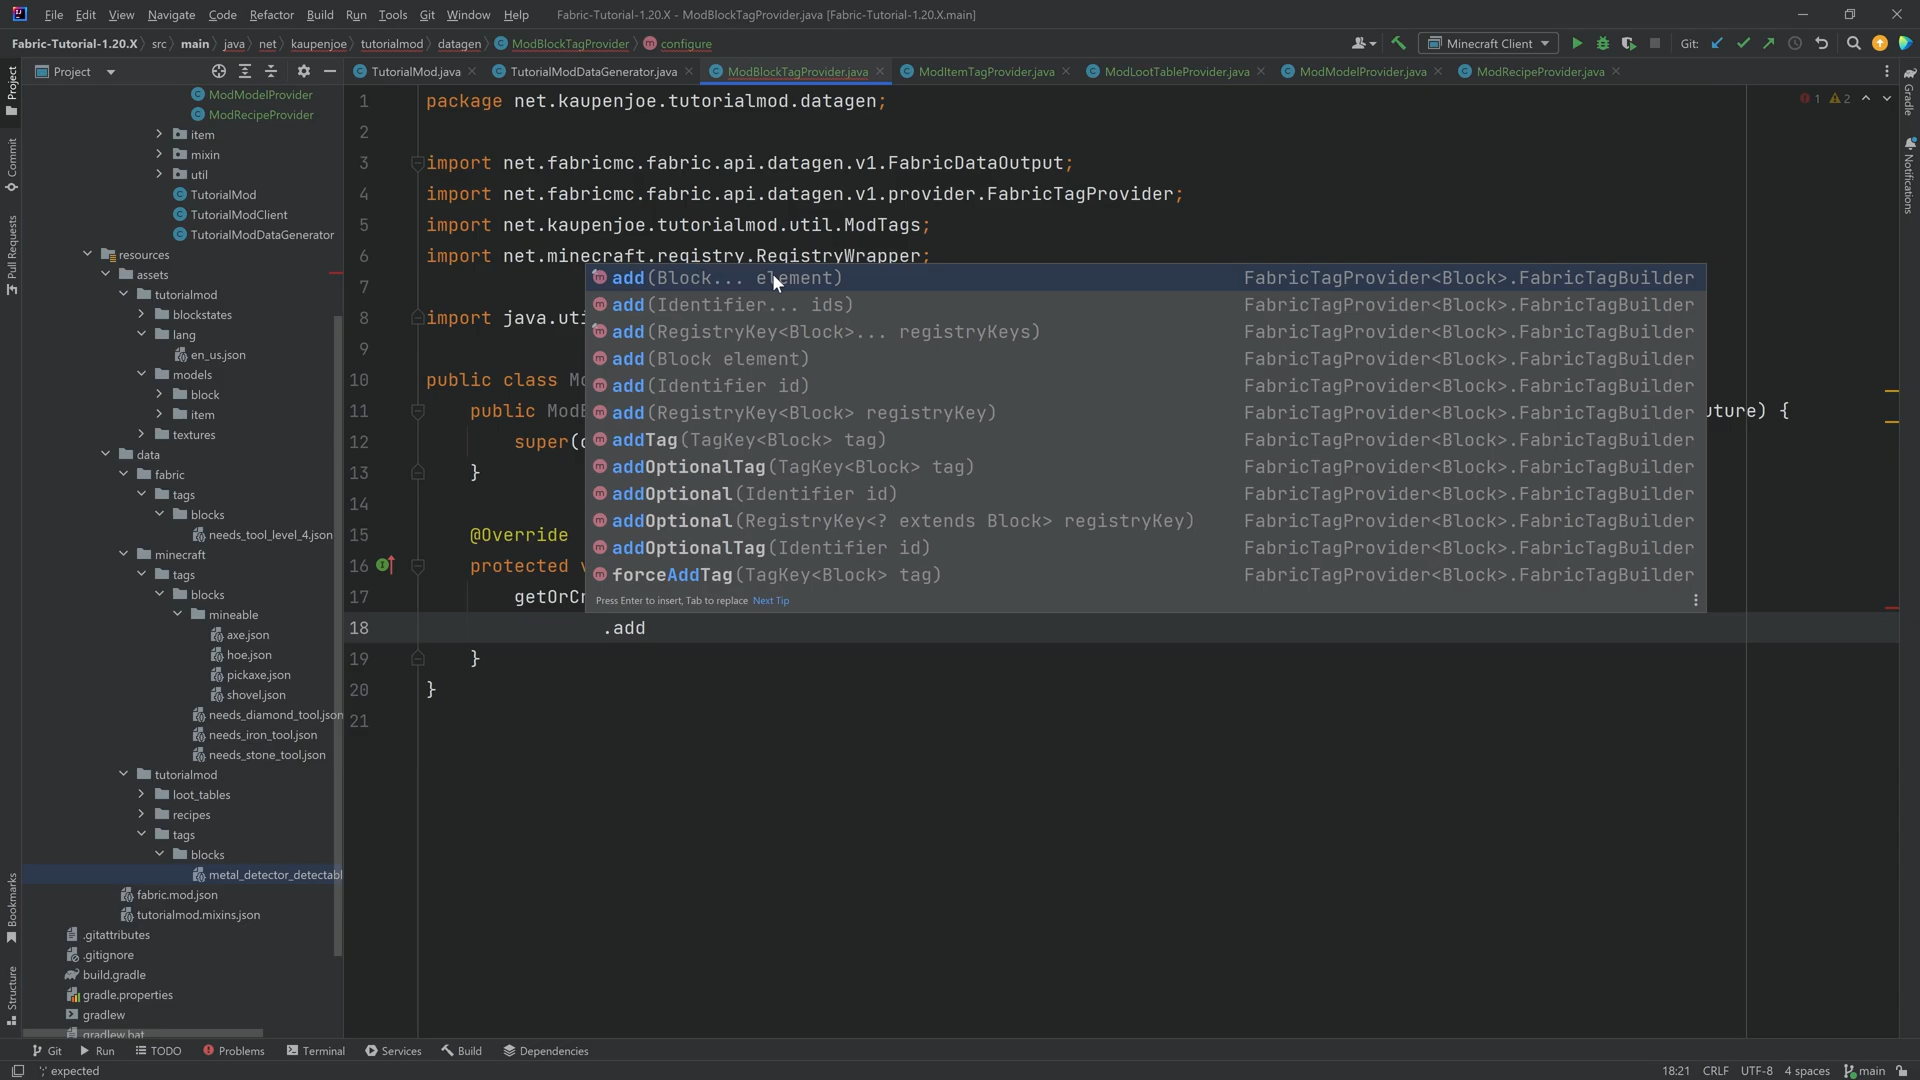 File Edit View Navigate Code Refactor Build Run Tools Git Window Help Fabric-Tutorial-1.20.X - ModBlockTagProvider.java [Fabric-Tutorial-1.20.X.main]
Fabric-Tutorial-1.20.X src main java net kaupenjoe tutorialmod datagen ModBlockTagProvider configure Minecraft Client Git:
Project TutorialMod.java TutorialModDataGenerator.java ModBlockTagProvider.java ModItemTagProvider.java ModLootTableProvider.java ModModelProvider.java ModRecipeProvider.java
Project
Commit
Pull Requests
Bookmarks
Structure
Gradle
Notifications
ModModelProvider
ModRecipeProvider
item
mixin
util
TutorialMod
TutorialModClient
TutorialModDataGenerator
resources
assets
tutorialmod
blockstates
lang
en_us.json
models
block
item
textures
data
fabric
tags
blocks
needs_tool_level_4.json
minecraft
tags
blocks
mineable
axe.json
hoe.json
pickaxe.json
shovel.json
needs_diamond_tool.json
needs_iron_tool.json
needs_stone_tool.json
tutorialmod
loot_tables
recipes
tags
blocks
metal_detector_detectabl
fabric.mod.json
tutorialmod.mixins.json
.gitattributes
.gitignore
build.gradle
gradle.properties
gradlew
gradlew.bat
1 2
1 package net.kaupenjoe.tutorialmod.datagen;
2
3 import net.fabricmc.fabric.api.datagen.v1.FabricDataOutput;
4 import net.fabricmc.fabric.api.datagen.v1.provider.FabricTagProvider;
5 import net.kaupenjoe.tutorialmod.util.ModTags;
6 import net.minecraft.registry.RegistryWrapper;
7
8 import java.uti
9
10 public class Mo
11 public ModB uture) {
12 super(o
13 }
14
15 @Override
16 protected v
17 getOrCr
18 .add
19 }
20 }
21
add(Block... element) FabricTagProvider<Block>.FabricTagBuilder
add(Identifier... ids) FabricTagProvider<Block>.FabricTagBuilder
add(RegistryKey<Block>... registryKeys) FabricTagProvider<Block>.FabricTagBuilder
add(Block element) FabricTagProvider<Block>.FabricTagBuilder
add(Identifier id) FabricTagProvider<Block>.FabricTagBuilder
add(RegistryKey<Block> registryKey) FabricTagProvider<Block>.FabricTagBuilder
addTag(TagKey<Block> tag) FabricTagProvider<Block>.FabricTagBuilder
addOptionalTag(TagKey<Block> tag) FabricTagProvider<Block>.FabricTagBuilder
addOptional(Identifier id) FabricTagProvider<Block>.FabricTagBuilder
addOptional(RegistryKey<? extends Block> registryKey) FabricTagProvider<Block>.FabricTagBuilder
addOptionalTag(Identifier id) FabricTagProvider<Block>.FabricTagBuilder
forceAddTag(TagKey<Block> tag) FabricTagProvider<Block>.FabricTagBuilder
Press Enter to insert, Tab to replace Next Tip
Git Run TODO Problems Terminal Services Build Dependencies
';' expected 18:21 CRLF UTF-8 4 spaces main